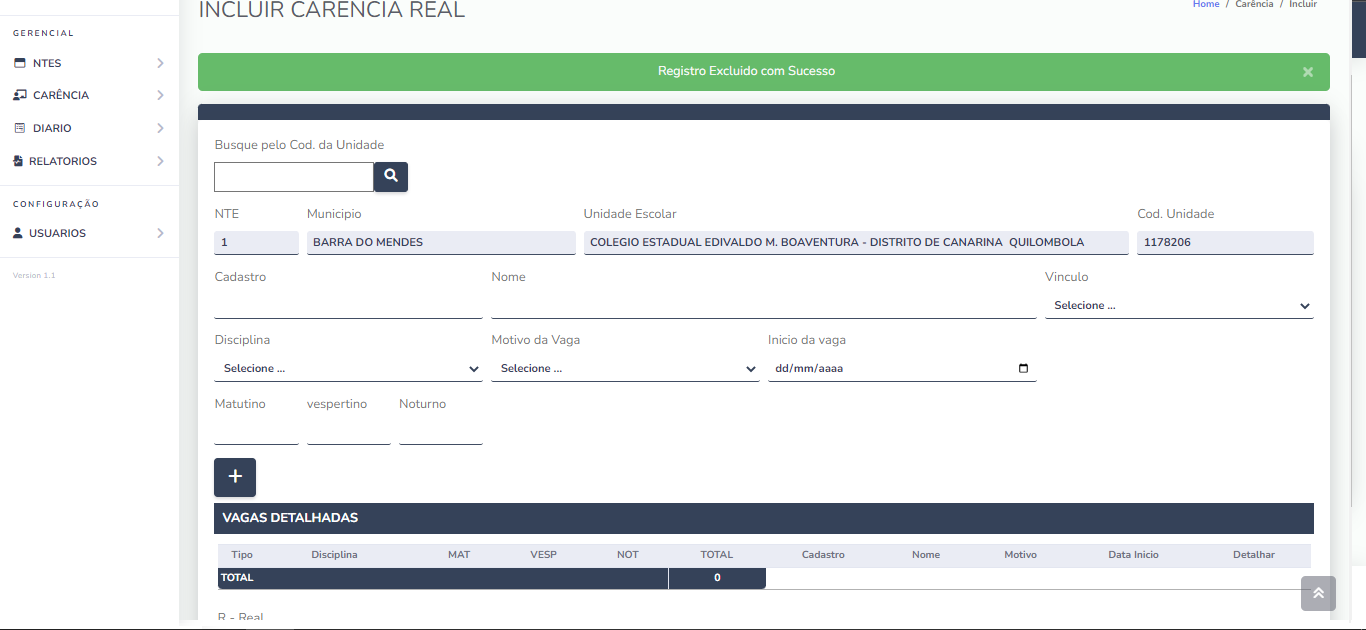 INCLUIR CARÊNCIA REAL
Home / Carência / Incluir
GERENCIAL
NTES
CARÊNCIA
DIARIO
RELATORIOS
CONFIGURAÇÃO
USUARIOS
Version 1.1
Registro Excluido com Sucesso ×
Busque pelo Cod. da Unidade
NTE Municipio Unidade Escolar Cod. Unidade
1 BARRA DO MENDES COLEGIO ESTADUAL EDIVALDO M. BOAVENTURA - DISTRITO DE CANARINA QUILOMBOLA 1178206
Cadastro Nome Vinculo
Selecione ...
Disciplina Motivo da Vaga Inicio da vaga
Selecione ... Selecione ... dd/mm/aaaa
Matutino vespertino Noturno
+
VAGAS DETALHADAS
Tipo Disciplina MAT VESP NOT TOTAL Cadastro Nome Motivo Data Inicio Detalhar
TOTAL 0
R - Real